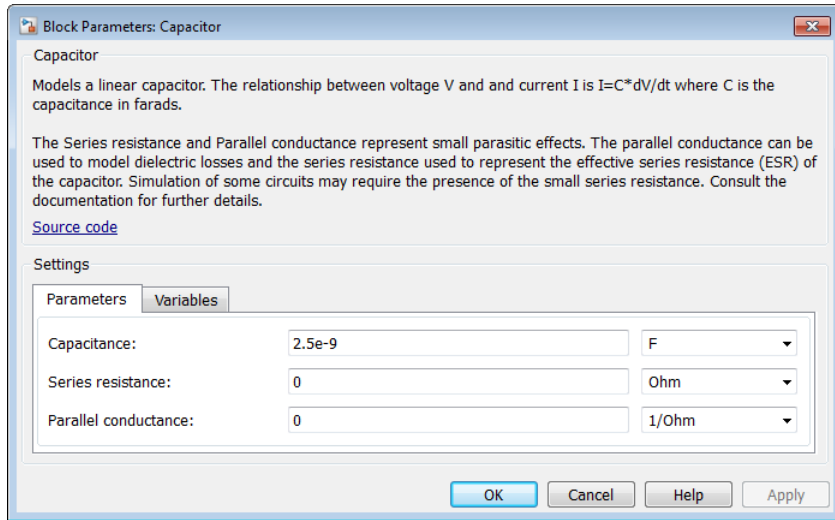 Block Parameters: Capacitor
Capacitor
Models a linear capacitor. The relationship between voltage V and and current I is I=C*dV/dt where C is the
capacitance in farads.
The Series resistance and Parallel conductance represent small parasitic effects. The parallel conductance can be
used to model dielectric losses and the series resistance used to represent the effective series resistance (ESR) of
the capacitor. Simulation of some circuits may require the presence of the small series resistance. Consult the
documentation for further details.
Source code
Settings
Parameters Variables
Capacitance: 2.5e-9 F
Series resistance: 0 Ohm
Parallel conductance: 0 1/Ohm
OK Cancel Help Apply